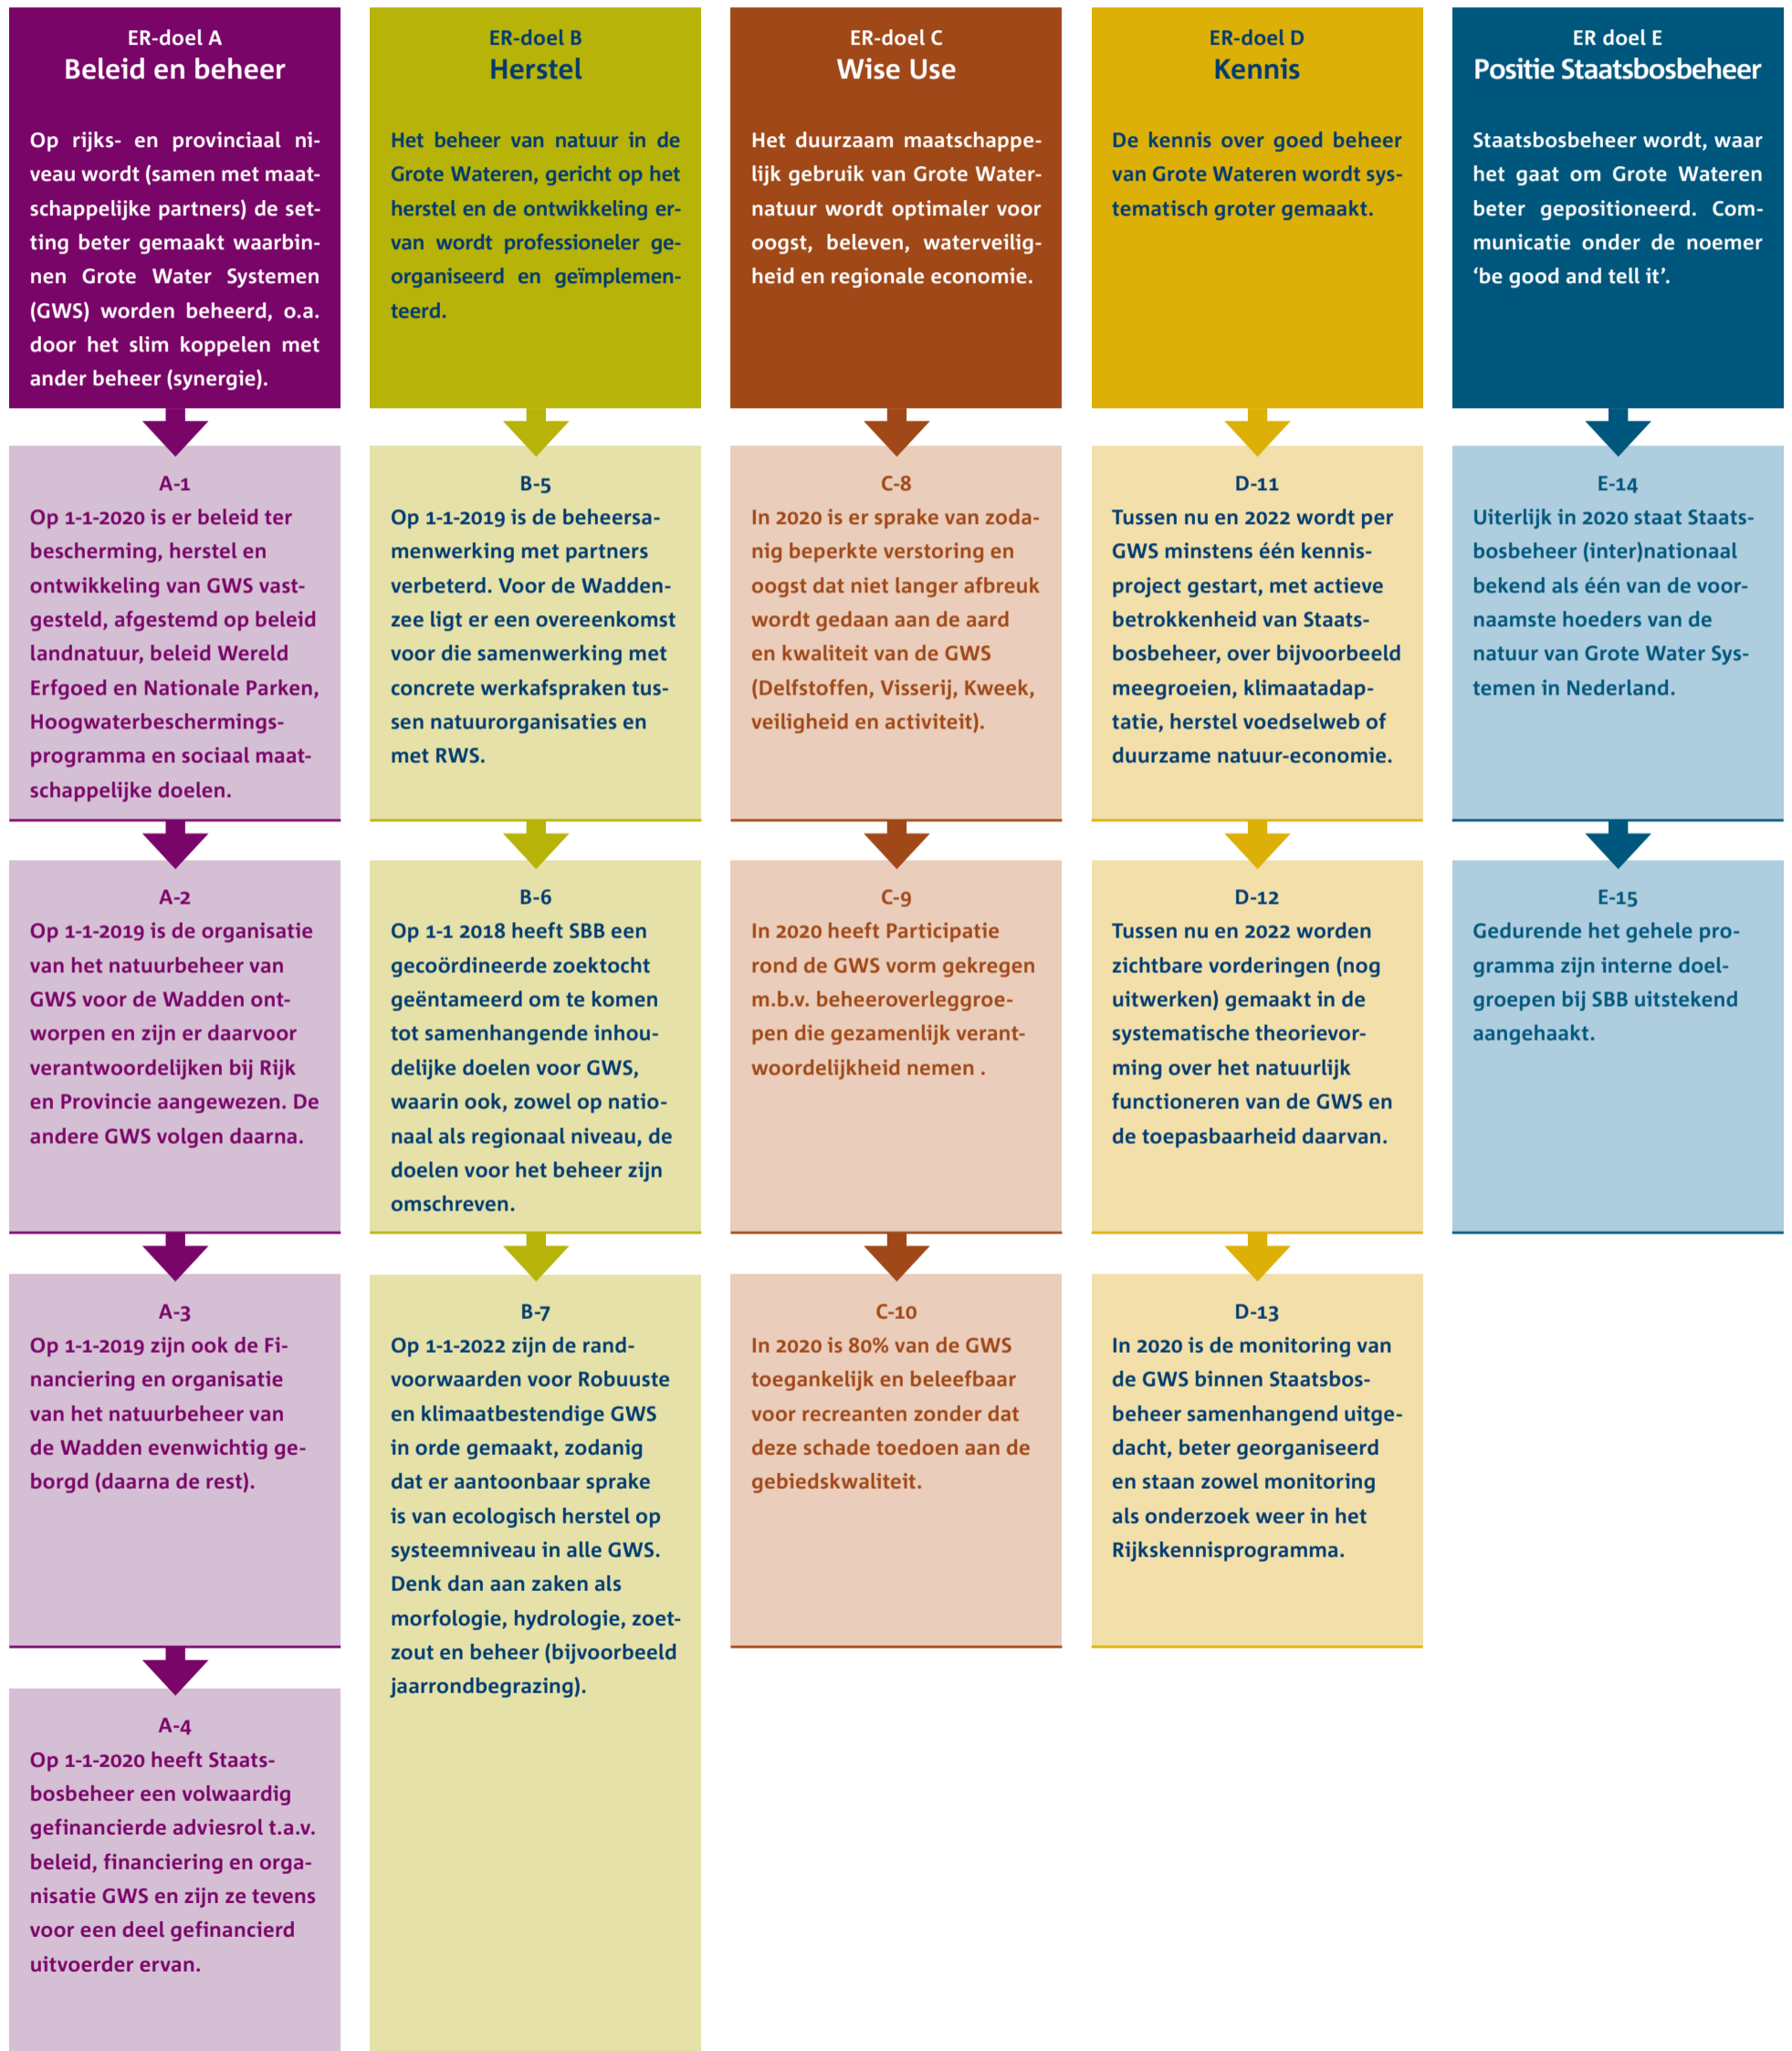 ER-doel A
Beleid en beheer
Op rijks- en provinciaal ni-
veau wordt (samen met maat-
schappelijke partners) de set-
ting beter gemaakt waarbin-
nen Grote Water Systemen
(GWS) worden beheerd, o.a.
door het slim koppelen met
ander beheer (synergie).
A-1
Op 1-1-2020 is er beleid ter
bescherming, herstel en
ontwikkeling van GWS vast-
gesteld, afgestemd op beleid
landnatuur, beleid Wereld
Erfgoed en Nationale Parken,
Hoogwaterbeschermings-
programma en sociaal maat-
schappelijke doelen.
A-2
Op 1-1-2019 is de organisatie
van het natuurbeheer van
GWS voor de Wadden ont-
worpen en zijn er daarvoor
verantwoordelijken bij Rijk
en Provincie aangewezen. De
andere GWS volgen daarna.
A-3
Op 1-1-2019 zijn ook de Fi-
nanciering en organisatie
van het natuurbeheer van
de Wadden evenwichtig ge-
borgd (daarna de rest).
A-4
Op 1-1-2020 heeft Staats-
bosbeheer een volwaardig
gefinancierde adviesrol t.a.v.
beleid, financiering en orga-
nisatie GWS en zijn ze tevens
voor een deel gefinancierd
uitvoerder ervan.
ER-doel B
Herstel
Het beheer van natuur in de
Grote Wateren, gericht op het
herstel en de ontwikkeling er-
van wordt professioneler ge-
organiseerd en geïmplemen-
teerd.
B-5
Op 1-1-2019 is de beheersa-
menwerking met partners
verbeterd. Voor de Wadden-
zee ligt er een overeenkomst
voor die samenwerking met
concrete werkafspraken tus-
sen natuurorganisaties en
met RWS.
B-6
Op 1-1 2018 heeft SBB een
gecoördineerde zoektocht
geëntameerd om te komen
tot samenhangende inhou-
delijke doelen voor GWS,
waarin ook, zowel op natio-
naal als regionaal niveau, de
doelen voor het beheer zijn
omschreven.
B-7
Op 1-1-2022 zijn de rand-
voorwaarden voor Robuuste
en klimaatbestendige GWS
in orde gemaakt, zodanig
dat er aantoonbaar sprake
is van ecologisch herstel op
systeemniveau in alle GWS.
Denk dan aan zaken als
morfologie, hydrologie, zoet-
zout en beheer (bijvoorbeeld
jaarrondbegrazing).
ER-doel C
Wise Use
Het duurzaam maatschappe-
lijk gebruik van Grote Water-
natuur wordt optimaler voor
oogst, beleven, waterveilig-
heid en regionale economie.
C-8
In 2020 is er sprake van zoda-
nig beperkte verstoring en
oogst dat niet langer afbreuk
wordt gedaan aan de aard
en kwaliteit van de GWS
(Delfstoffen, Visserij, Kweek,
veiligheid en activiteit).
C-9
In 2020 heeft Participatie
rond de GWS vorm gekregen
m.b.v. beheeroverleggroe-
pen die gezamenlijk verant-
woordelijkheid nemen .
C-10
In 2020 is 80% van de GWS
toegankelijk en beleefbaar
voor recreanten zonder dat
deze schade toedoen aan de
gebiedskwaliteit.
ER-doel D
Kennis
De kennis over goed beheer
van Grote Wateren wordt sys-
tematisch groter gemaakt.
D-11
Tussen nu en 2022 wordt per
GWS minstens één kennis-
project gestart, met actieve
betrokkenheid van Staats-
bosbeheer, over bijvoorbeeld
meegroeien, klimaatadap-
tatie, herstel voedselweb of
duurzame natuur-economie.
D-12
Tussen nu en 2022 worden
zichtbare vorderingen (nog
uitwerken) gemaakt in de
systematische theorievor-
ming over het natuurlijk
functioneren van de GWS en
de toepasbaarheid daarvan.
D-13
In 2020 is de monitoring van
de GWS binnen Staatsbos-
beheer samenhangend uitge-
dacht, beter georganiseerd
en staan zowel monitoring
als onderzoek weer in het
Rijkskennisprogramma.
ER doel E
Positie Staatsbosbeheer
Staatsbosbeheer wordt, waar
het gaat om Grote Wateren
beter gepositioneerd. Com-
municatie onder de noemer
‘be good and tell it’.
E-14
Uiterlijk in 2020 staat Staats-
bosbeheer (inter)nationaal
bekend als één van de voor-
naamste hoeders van de
natuur van Grote Water Sys-
temen in Nederland.
E-15
Gedurende het gehele pro-
gramma zijn interne doel-
groepen bij SBB uitstekend
aangehaakt.